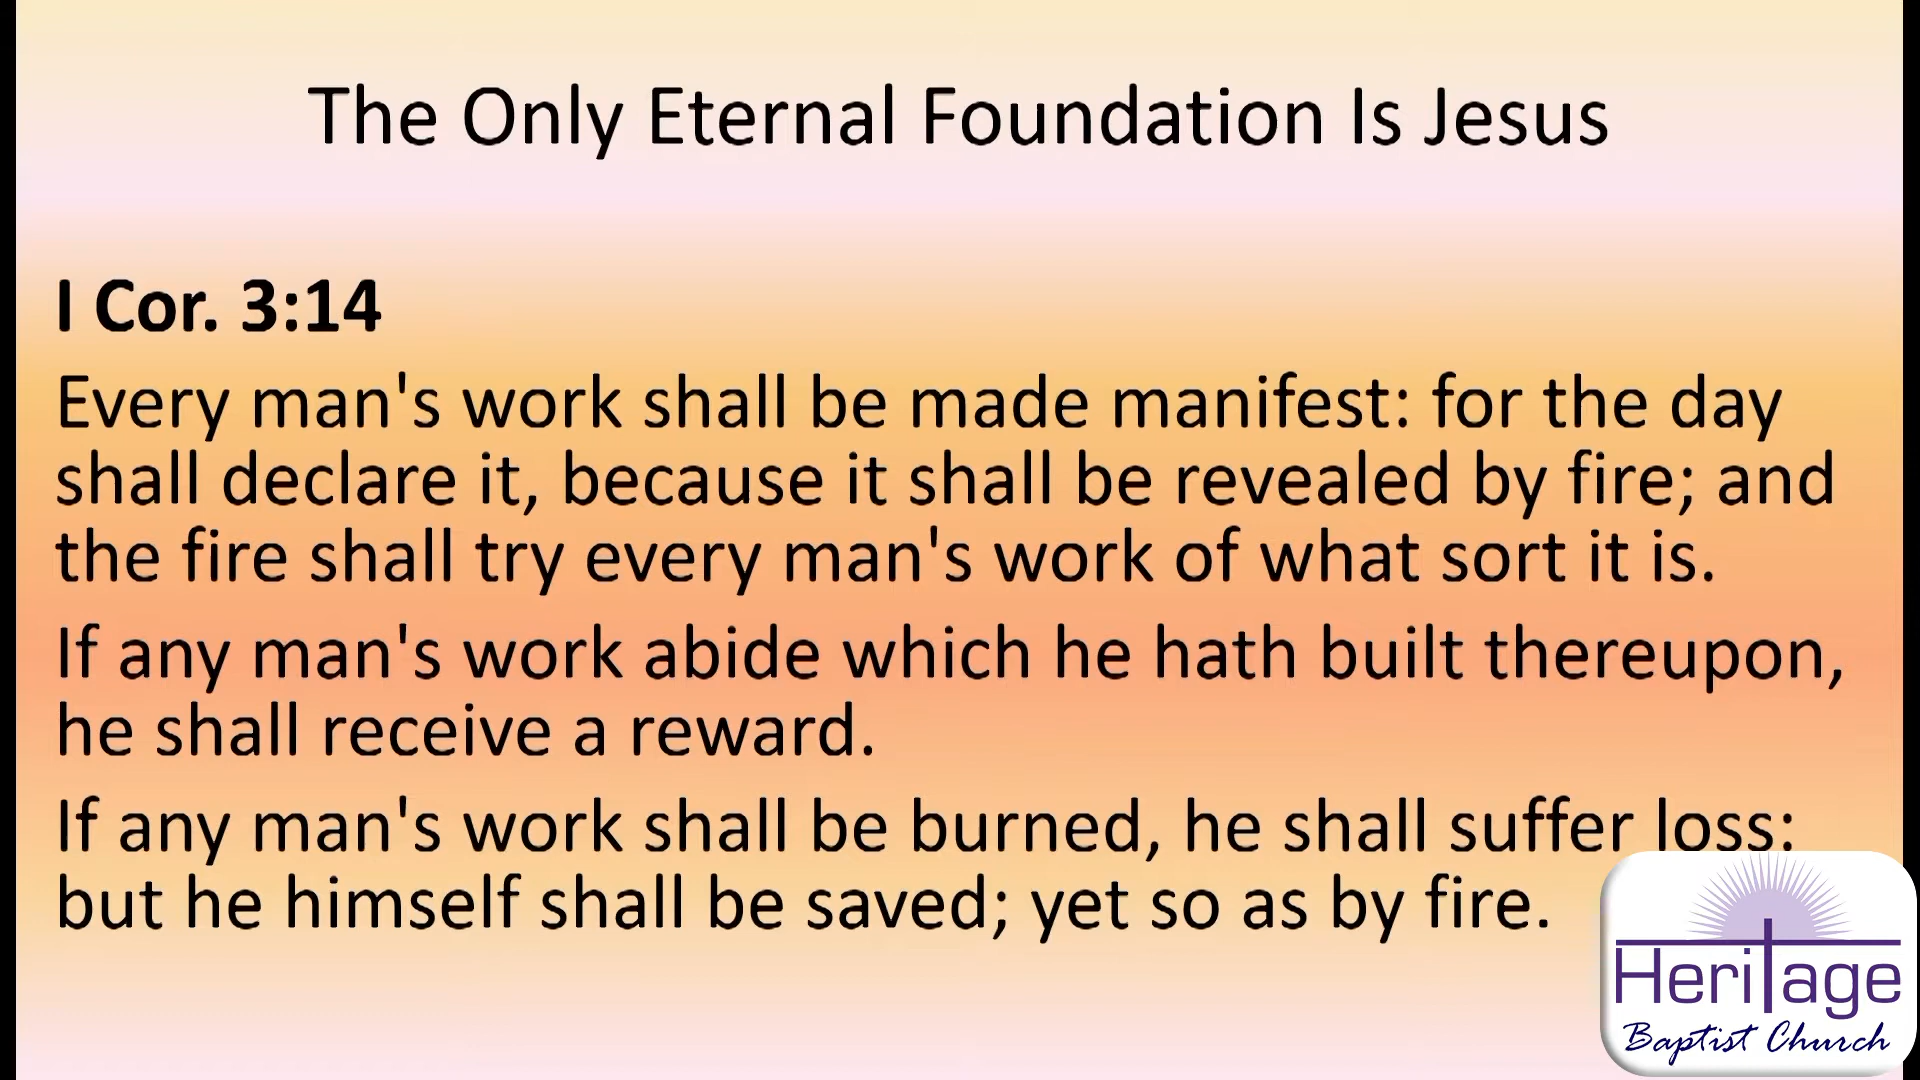 The Only Eternal Foundation Is Jesus
I Cor. 3:14
Every man's work shall be made manifest: for the day
shall declare it, because it shall be revealed by fire; and
the fire shall try every man's work of what sort it is.
If any man's work abide which he hath built thereupon,
he shall receive a reward.
If any man's work shall be burned, he shall suffer loss:
but he himself shall be saved; yet so as by fire.
Heritage
Baptist Church